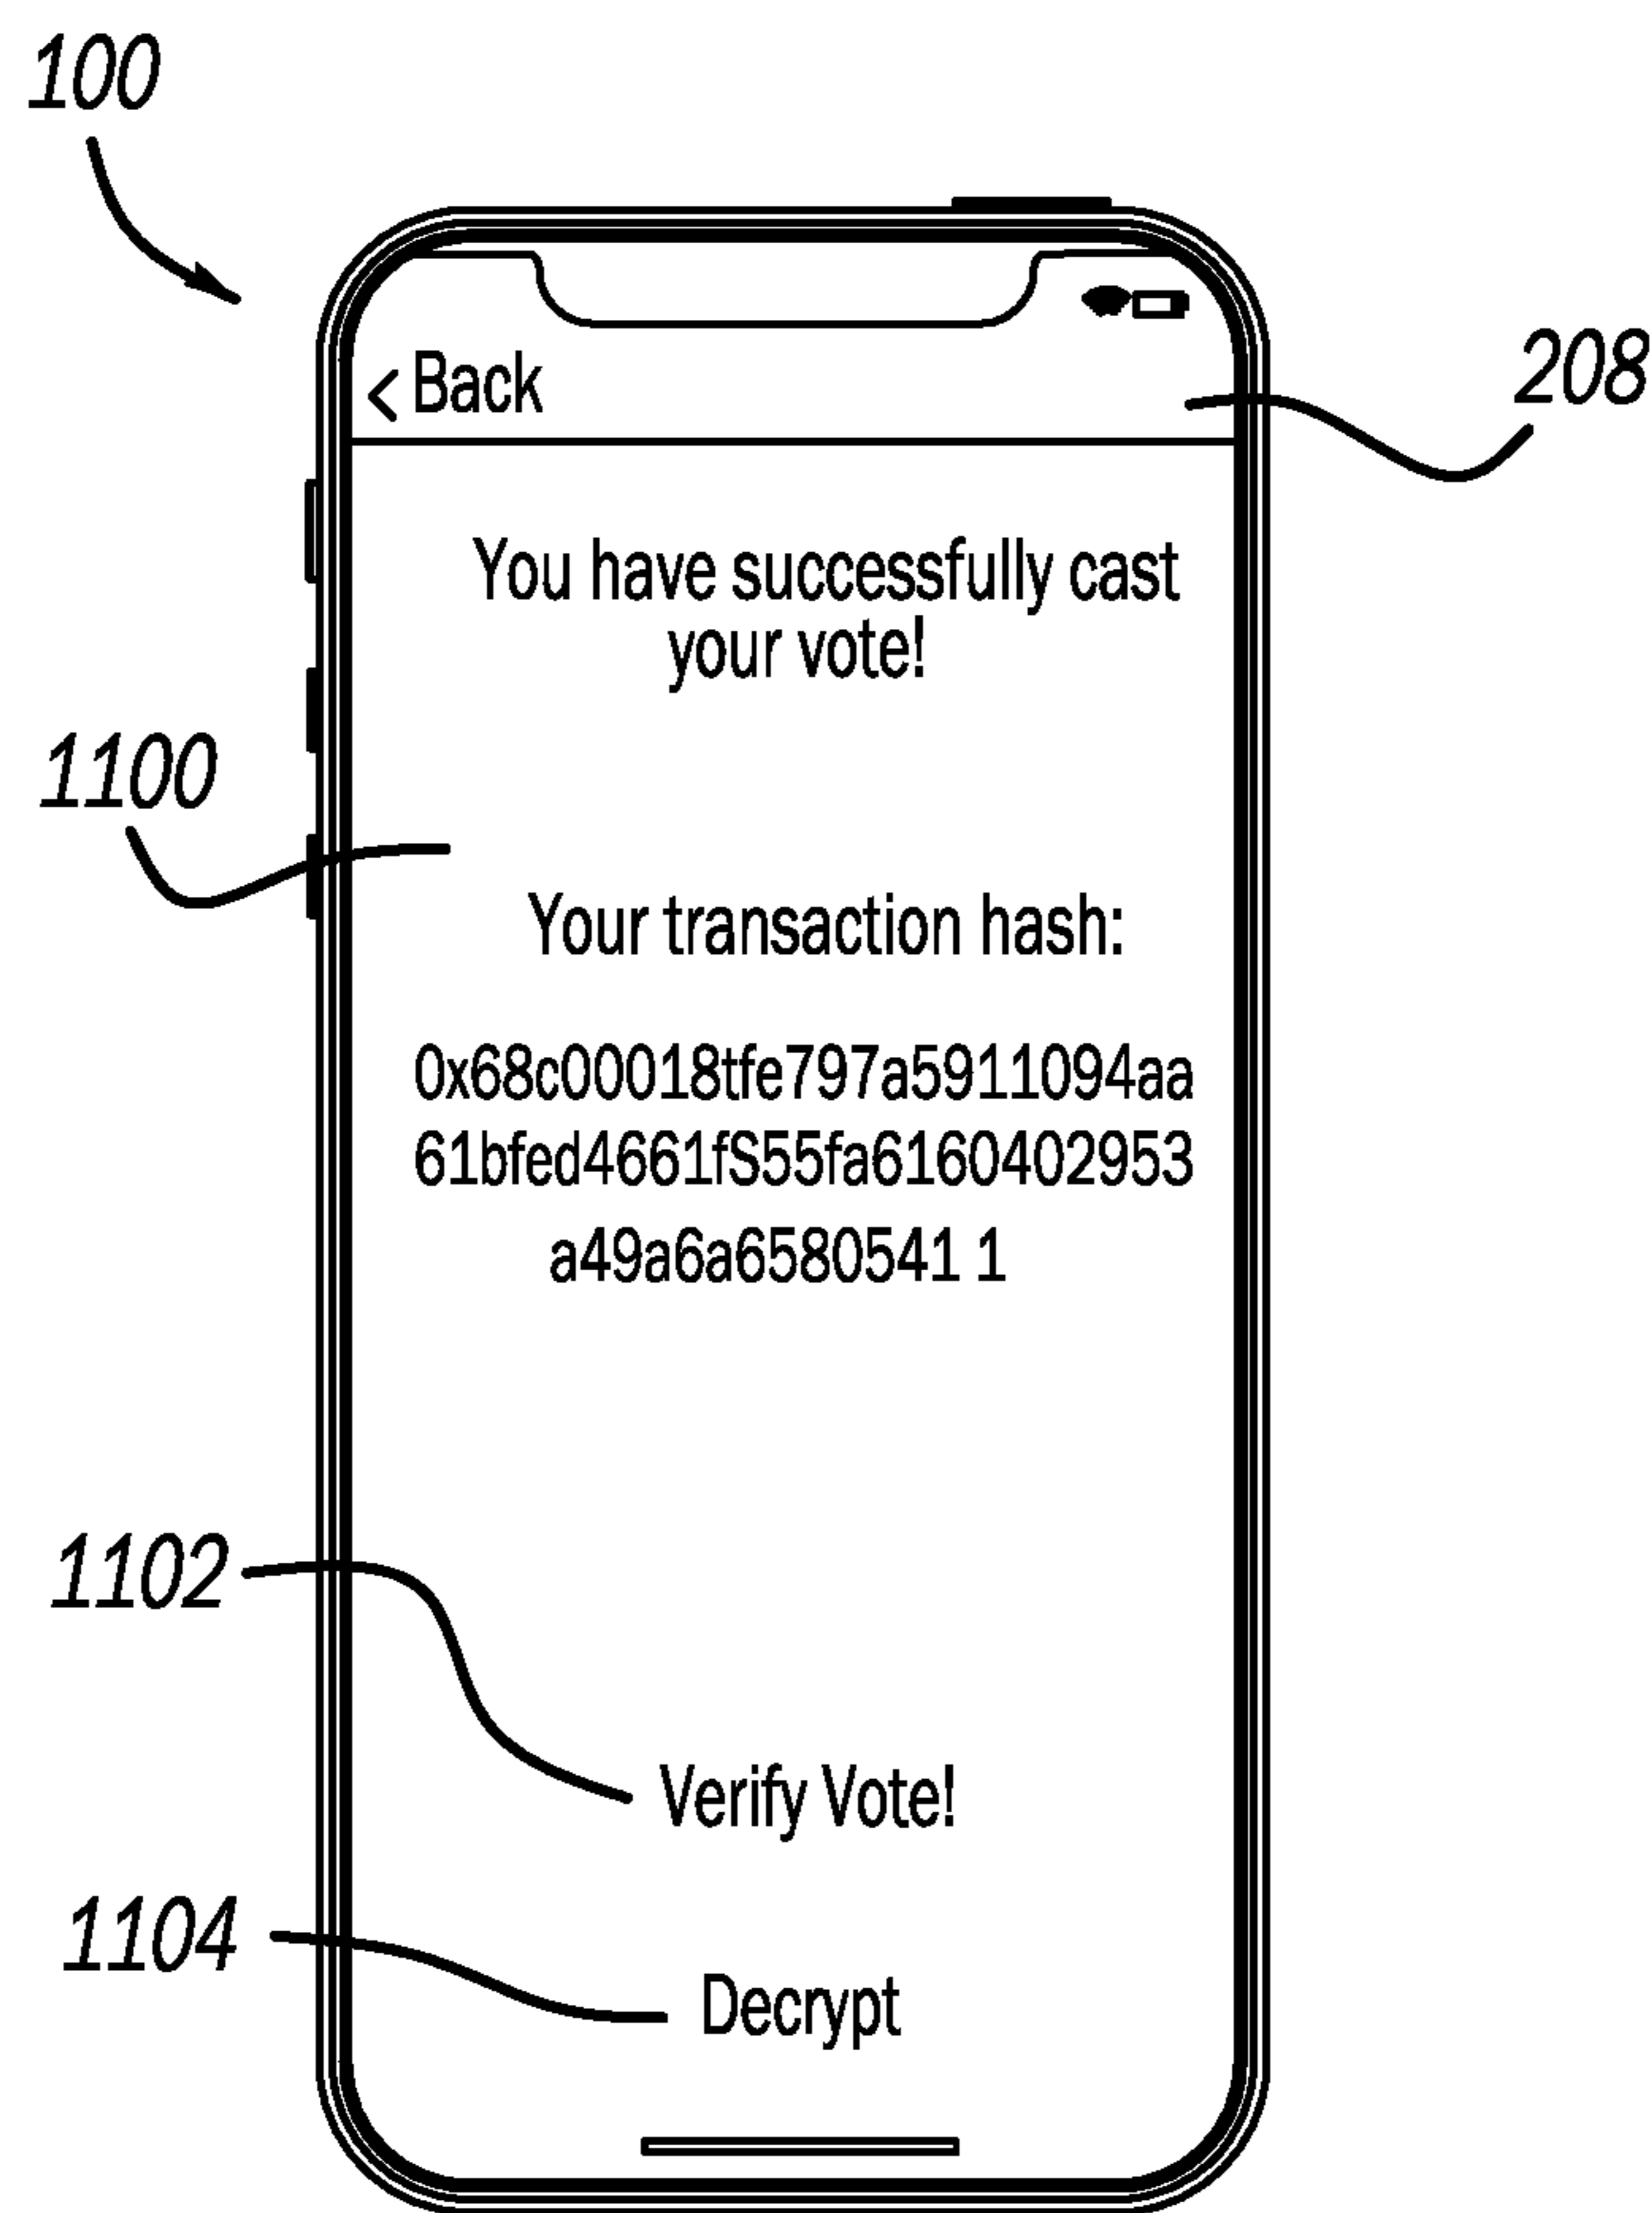 100
< Back
208
You have successfully cast
your vote!
1100
Your transaction hash:
0x68c00018tfe797a5911094aa
61bfed4661fS55fa6160402953
a49a6a6580541 1
1102
Verify Vote!
1104
Decrypt